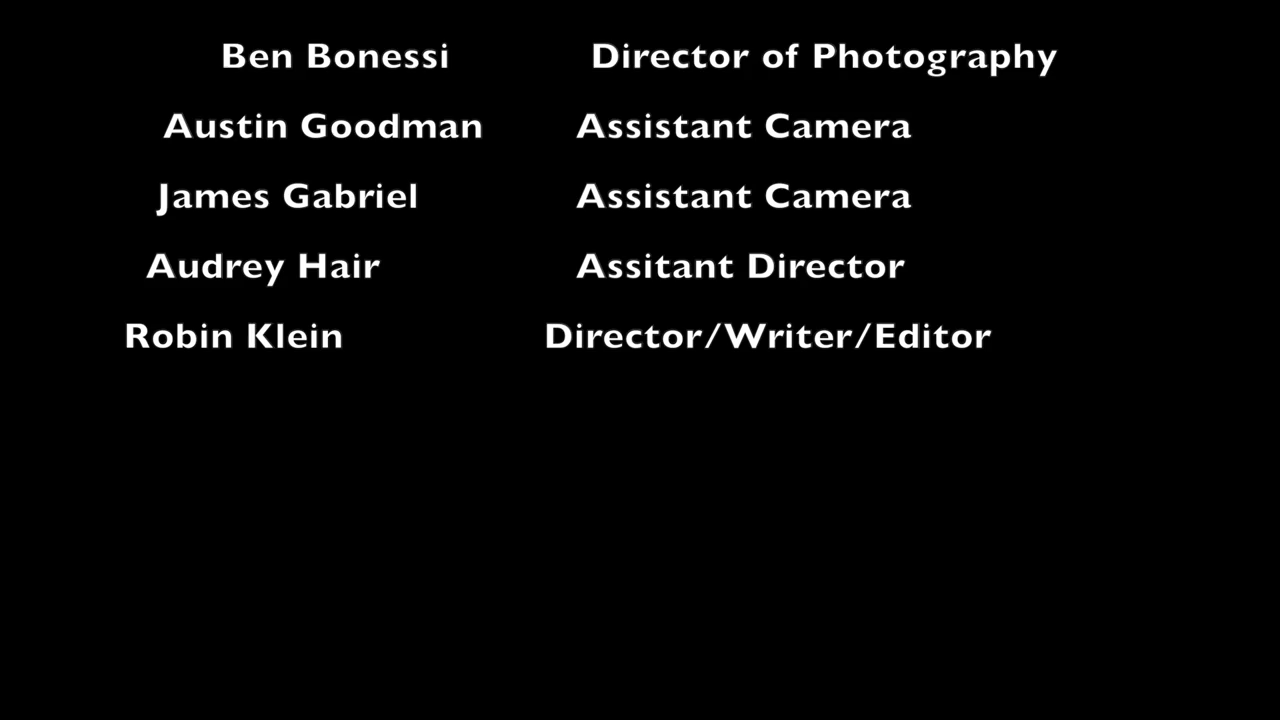 Ben Bonessi Director of Photography
Austin Goodman Assistant Camera
James Gabriel Assistant Camera
Audrey Hair Assitant Director
Robin Klein Director/Writer/Editor